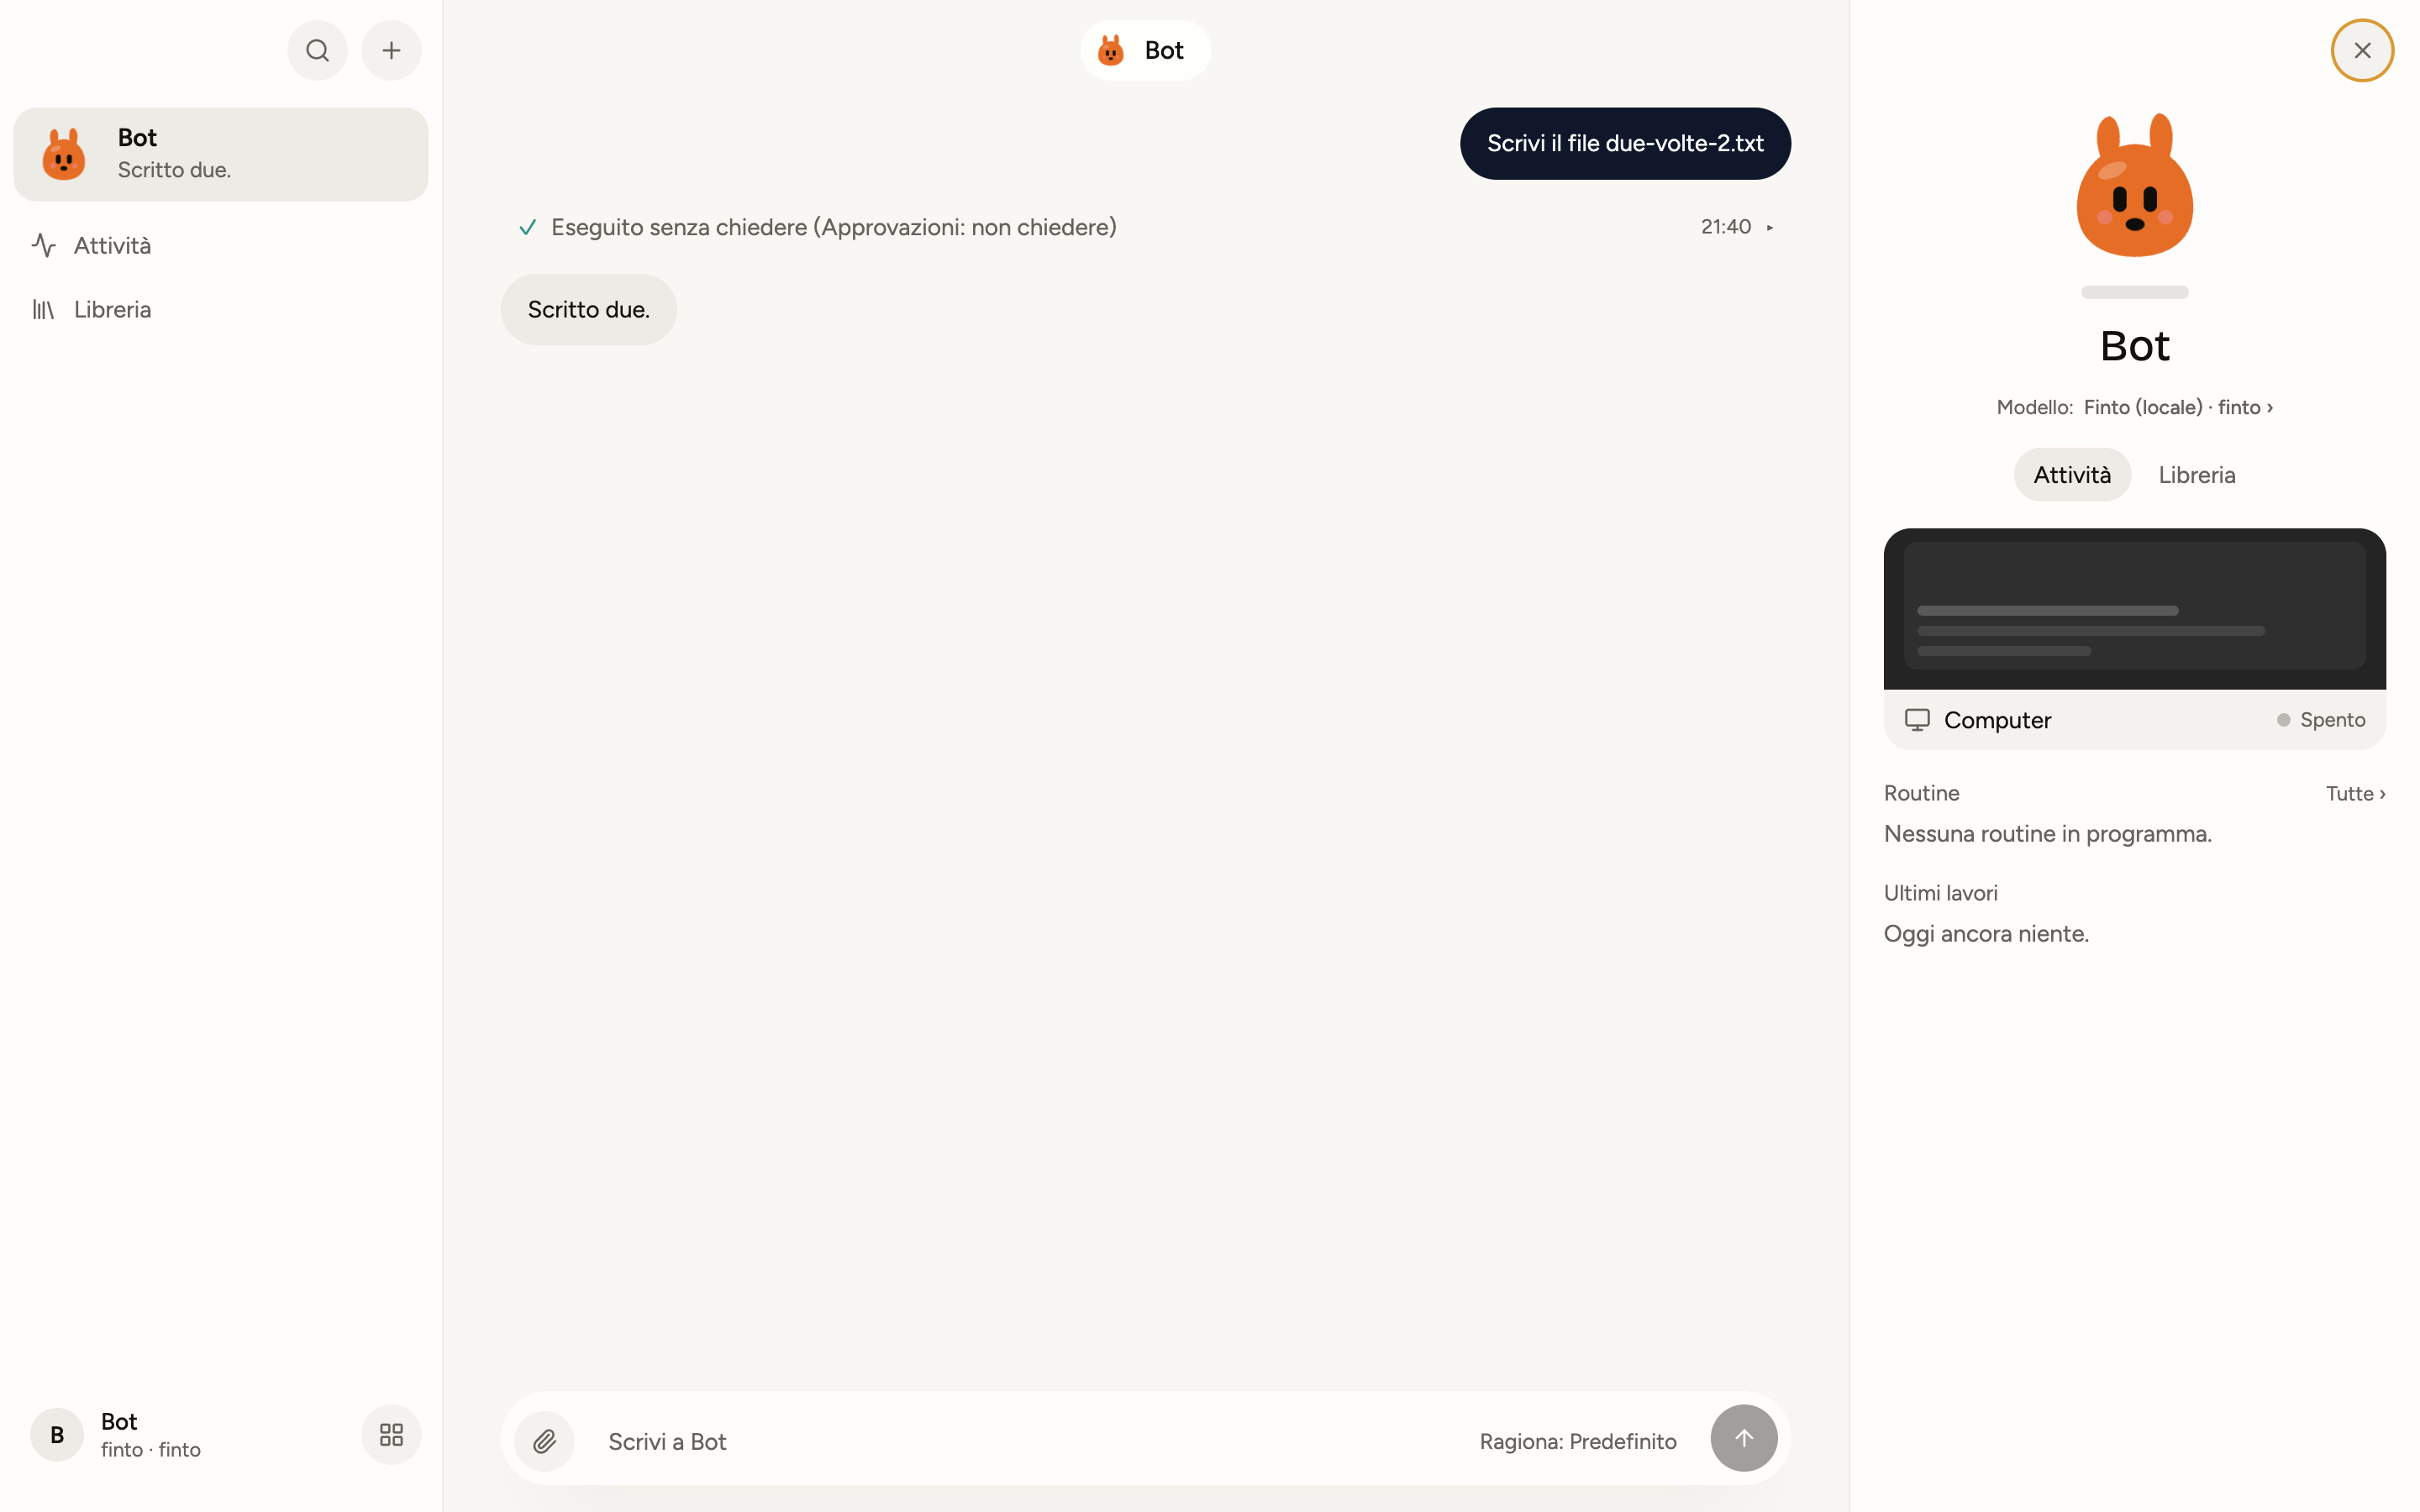 Bot
Scritto due.
Attività
Libreria
B
Bot
finto · finto
Bot
Scrivi il file due-volte-2.txt
Eseguito senza chiedere (Approvazioni: non chiedere)
21:40
Scritto due.
Scrivi a Bot
Ragiona: Predefinito
Bot
Modello: Finto (locale) · finto ›
Attività
Libreria
Computer
Spento
Routine
Tutte ›
Nessuna routine in programma.
Ultimi lavori
Oggi ancora niente.